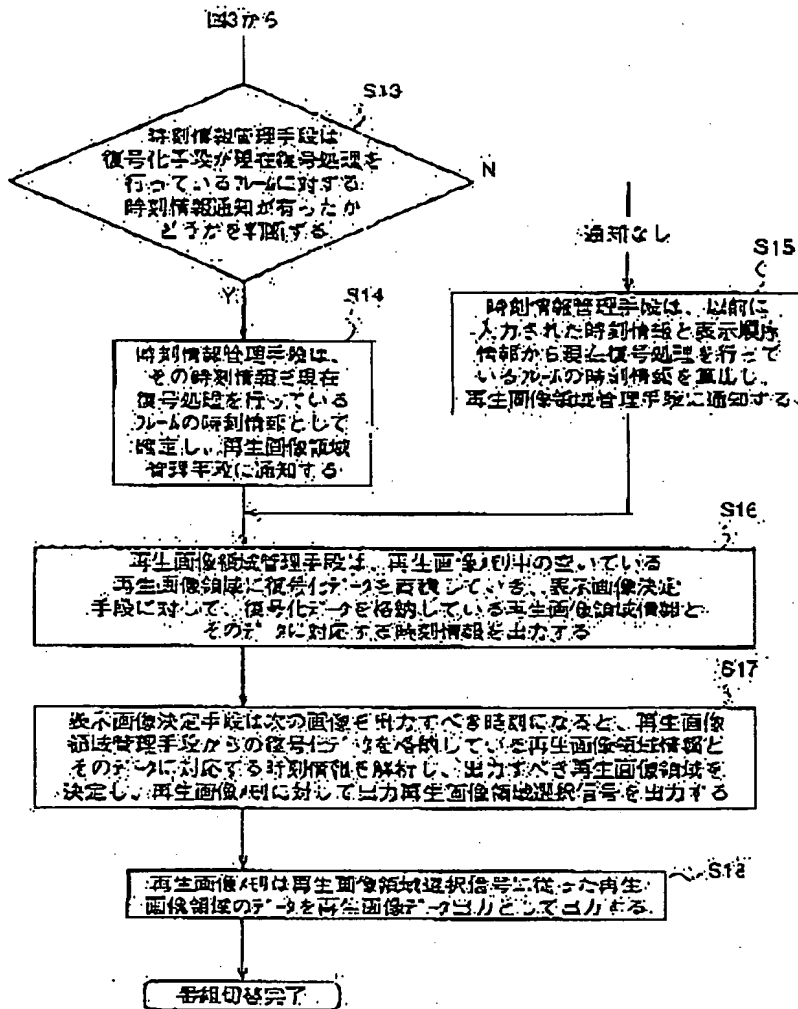 図3から
S13
時刻情報管理手段は
復号化手段が現在復号処理を
行っているフレームに対する
時刻情報通知が有ったか
どうかを判断する
N
Y
通知なし
S14
時刻情報管理手段は、
その時刻情報を現在
復号処理を行っている
フレームの時刻情報として
確定し、再生画像領域
管理手段に通知する
S15
時刻情報管理手段は、以前に
入力された時刻情報と表示順序
情報から現在復号処理を行って
いるフレームの時刻情報を算出し、
再生画像領域管理手段に通知する
S16
再生画像領域管理手段は、再生画像メモリ中の空いている
再生画像領域に復号化データを蓄積していき、表示画像決定
手段に対して、復号化データを格納している再生画像領域情報と
そのデータに対応する時刻情報を出力する
S17
表示画像決定手段は次の画像を出力すべき時刻になると、再生画像
領域管理手段からの復号化データを格納している再生画像領域情報と
そのデータに対応する時刻情報を解析し、出力すべき再生画像領域を
決定し、再生画像メモリに対して出力再生画像領域選択信号を出力する
S18
再生画像メモリは再生画像領域選択信号に従った再生
画像領域のデータを再生画像データ出力として出力する
番組切替完了